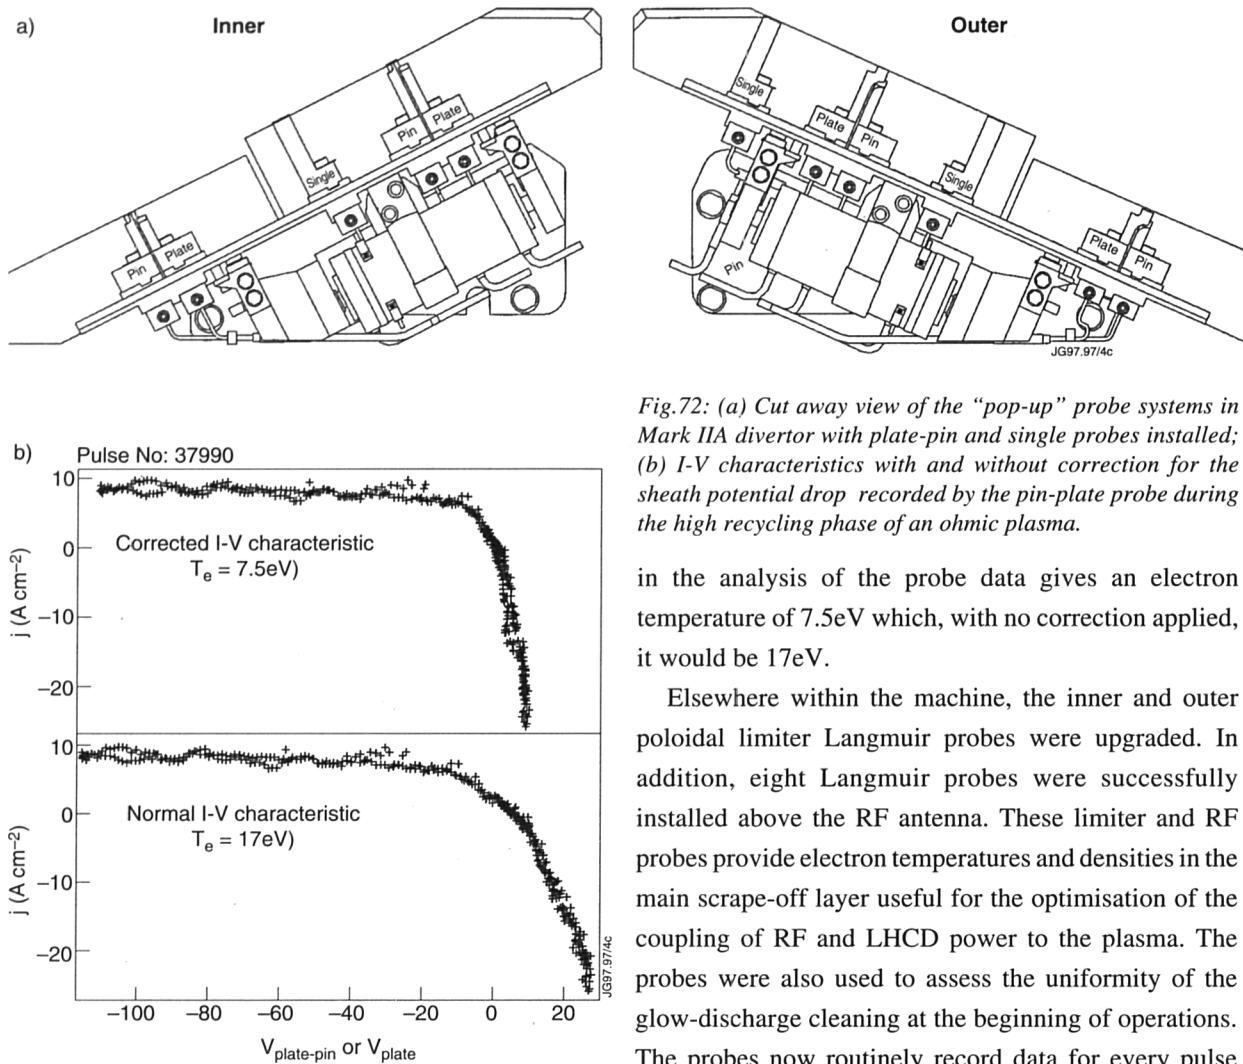 a)
Inner
Outer
Pin
Plate
Single
Pin
Plate
Single
Plate
Pin
Single
Plate
Pin
Pin
JG97.97/4c
Fig.72: (a) Cut away view of the “pop-up” probe systems in
Mark IIA divertor with plate-pin and single probes installed;
(b) I-V characteristics with and without correction for the
sheath potential drop recorded by the pin-plate probe during
the high recycling phase of an ohmic plasma.
b)
Pulse No: 37990
10
0
−10
−20
j (A cm⁻²)
Corrected I-V characteristic
Tₑ = 7.5eV)
10
0
−10
−20
j (A cm⁻²)
Normal I-V characteristic
Tₑ = 17eV)
−100 −80 −60 −40 −20 0 20
V plate-pin or V plate
JG97.97/4c
in the analysis of the probe data gives an electron
temperature of 7.5eV which, with no correction applied,
it would be 17eV.
Elsewhere within the machine, the inner and outer
poloidal limiter Langmuir probes were upgraded. In
addition, eight Langmuir probes were successfully
installed above the RF antenna. These limiter and RF
probes provide electron temperatures and densities in the
main scrape-off layer useful for the optimisation of the
coupling of RF and LHCD power to the plasma. The
probes were also used to assess the uniformity of the
glow-discharge cleaning at the beginning of operations.
The probes now routinely record data for every pulse